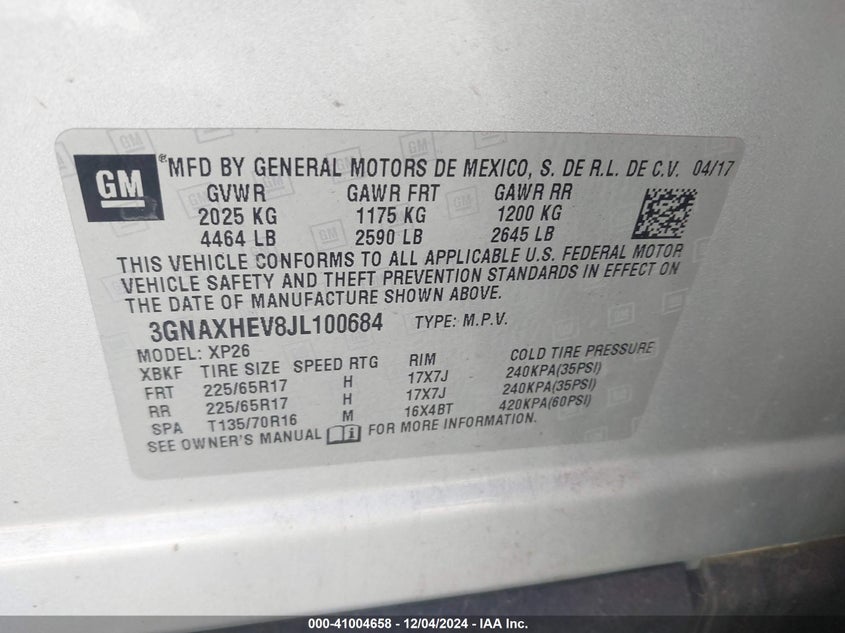 GM
® MFD BY GENERAL MOTORS DE MEXICO, S. DE R.L. DE C.V. 04/17
GVWR GAWR FRT GAWR RR
2025 KG 1175 KG 1200 KG
4464 LB 2590 LB 2645 LB
THIS VEHICLE CONFORMS TO ALL APPLICABLE U.S. FEDERAL MOTOR
VEHICLE SAFETY AND THEFT PREVENTION STANDARDS IN EFFECT ON
THE DATE OF MANUFACTURE SHOWN ABOVE.
3GNAXHEV8JL100684 TYPE: M.P.V.
MODEL: XP26
XBKF TIRE SIZE SPEED RTG RIM COLD TIRE PRESSURE
FRT 225/65R17 H 17X7J 240KPA(35PSI)
RR 225/65R17 H 17X7J 240KPA(35PSI)
SPA T135/70R16 M 16X4BT 420KPA(60PSI)
SEE OWNER'S MANUAL FOR MORE INFORMATION.
000-41004658 - 12/04/2024 - IAA Inc.